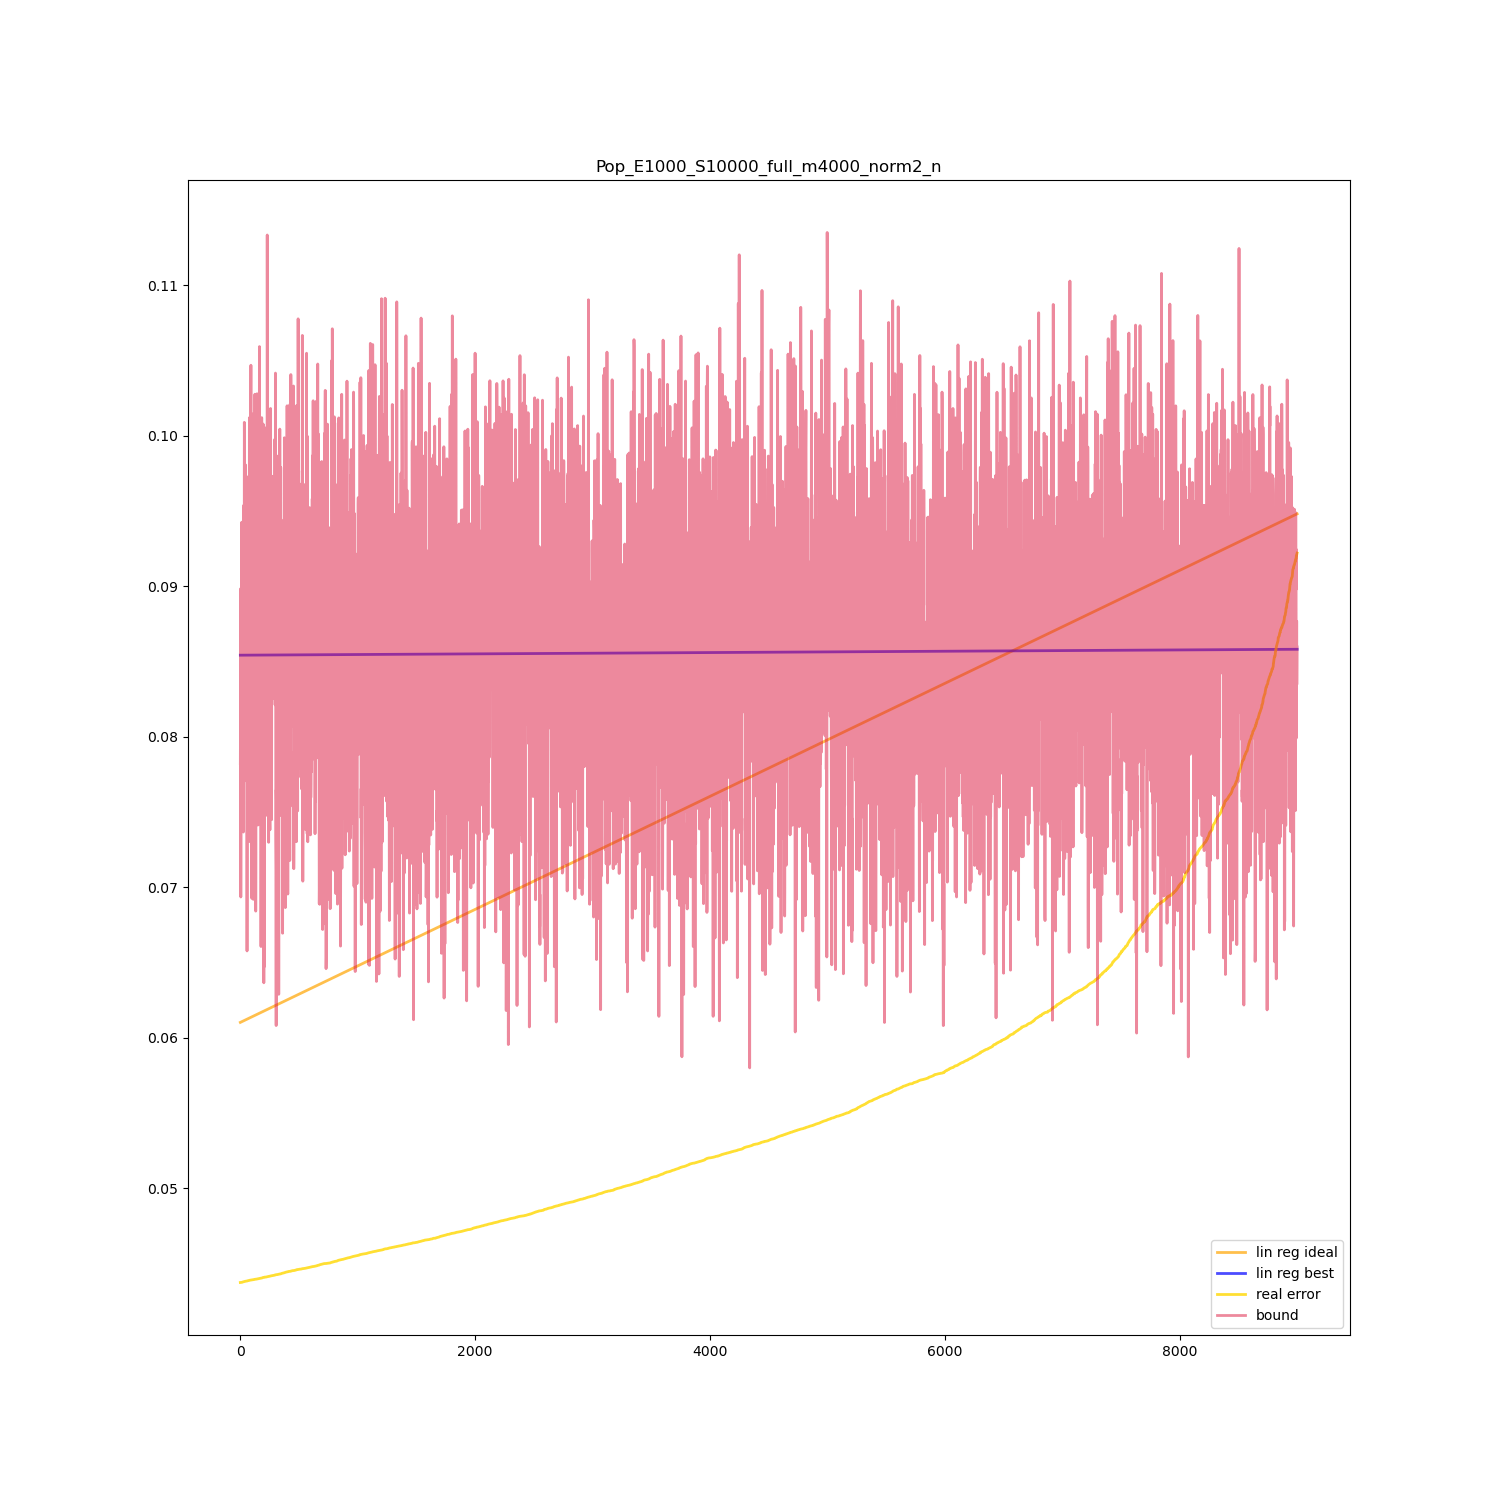 Pop_E1000_S10000_full_m4000_norm2_n
0.11
0.10
0.09
0.08
0.07
0.06
0.05
0 2000 4000 6000 8000
lin reg ideal
lin reg best
real error
bound